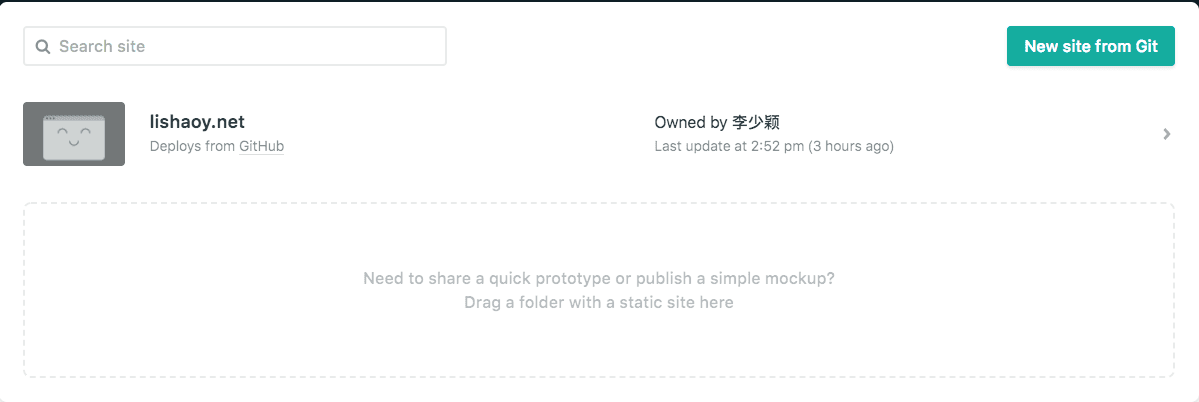 Search site
New site from Git
lishaoy.net
Deploys from GitHub
Owned by 李少颖
Last update at 2:52 pm (3 hours ago)
Need to share a quick prototype or publish a simple mockup?
Drag a folder with a static site here